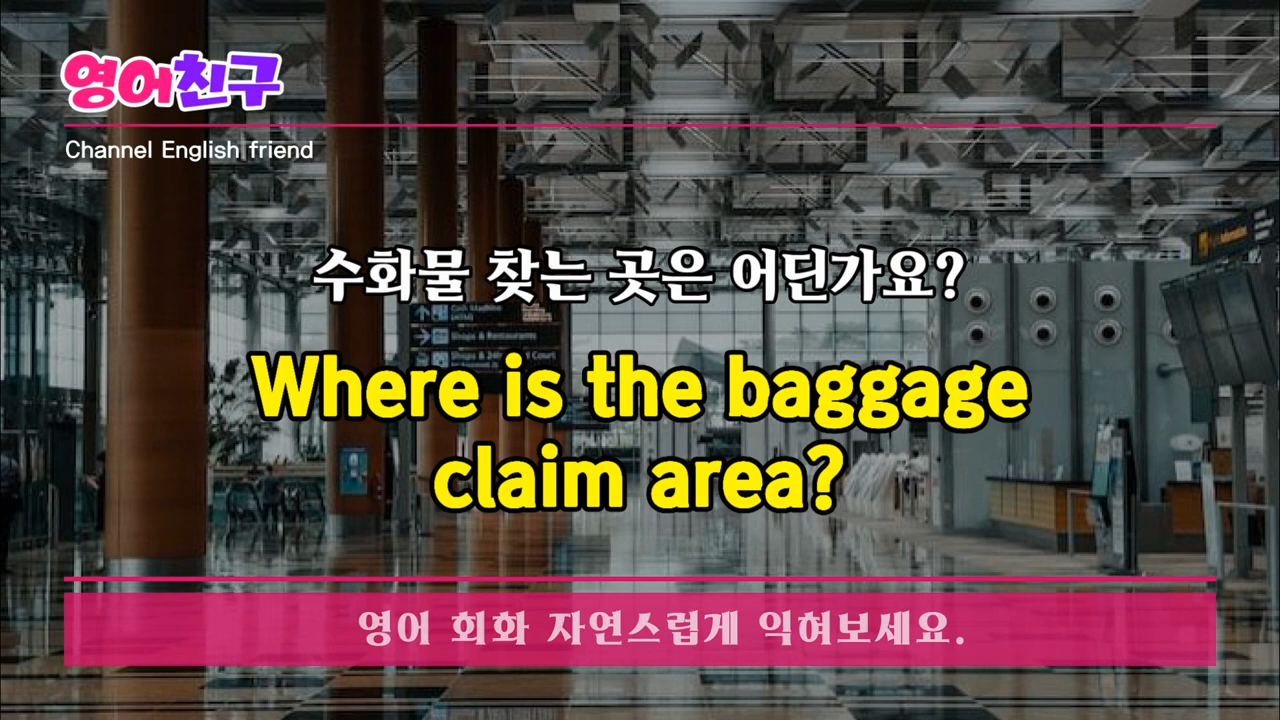 영어친구
Channel English friend
수화물 찾는 곳은 어딘가요?
Shops & Restaurants
Where is the baggage
claim area?
영어 회화 자연스럽게 익혀보세요.